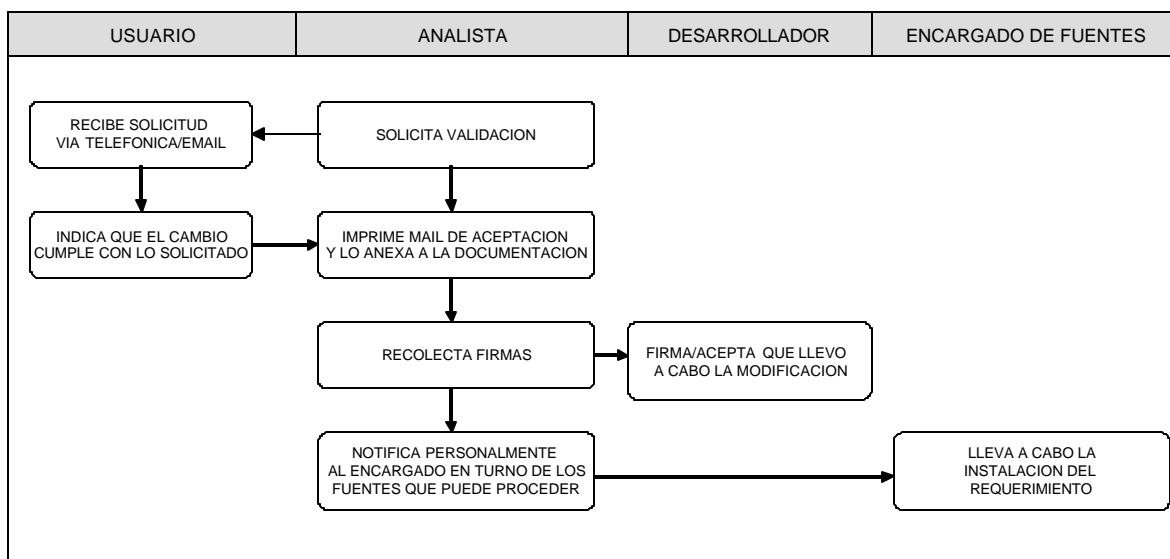 USUARIO
ANALISTA
DESARROLLADOR
ENCARGADO DE FUENTES
RECIBE SOLICITUD
VIA TELEFONICA/EMAIL
SOLICITA VALIDACION
INDICA QUE EL CAMBIO
CUMPLE CON LO SOLICITADO
IMPRIME MAIL DE ACEPTACION
Y LO ANEXA A LA DOCUMENTACION
RECOLECTA FIRMAS
FIRMA/ACEPTA QUE LLEVO
A CABO LA MODIFICACION
NOTIFICA PERSONALMENTE
AL ENCARGADO EN TURNO DE LOS
FUENTES QUE PUEDE PROCEDER
LLEVA A CABO LA
INSTALACION DEL
REQUERIMIENTO